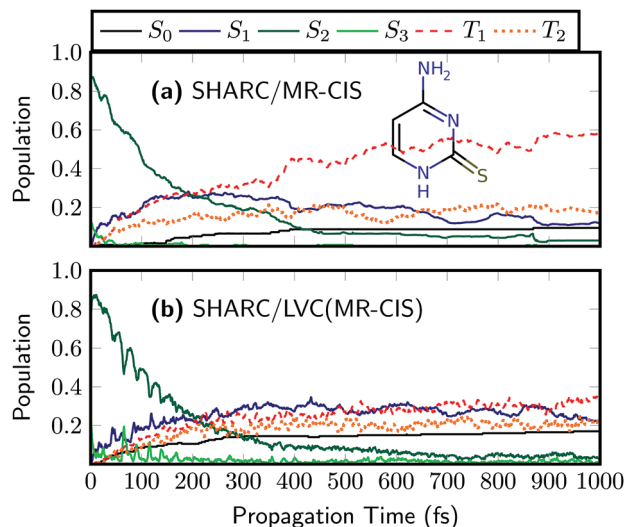 S₀ S₁ S₂ S₃ T₁ T₂
1.0
0.8
0.6
0.4
0.2
Population
(a) SHARC/MR-CIS
NH₂
N
N
H
S
1.0
0.8
0.6
0.4
0.2
Population
(b) SHARC/LVC(MR-CIS)
0 100 200 300 400 500 600 700 800 900 1000
Propagation Time (fs)